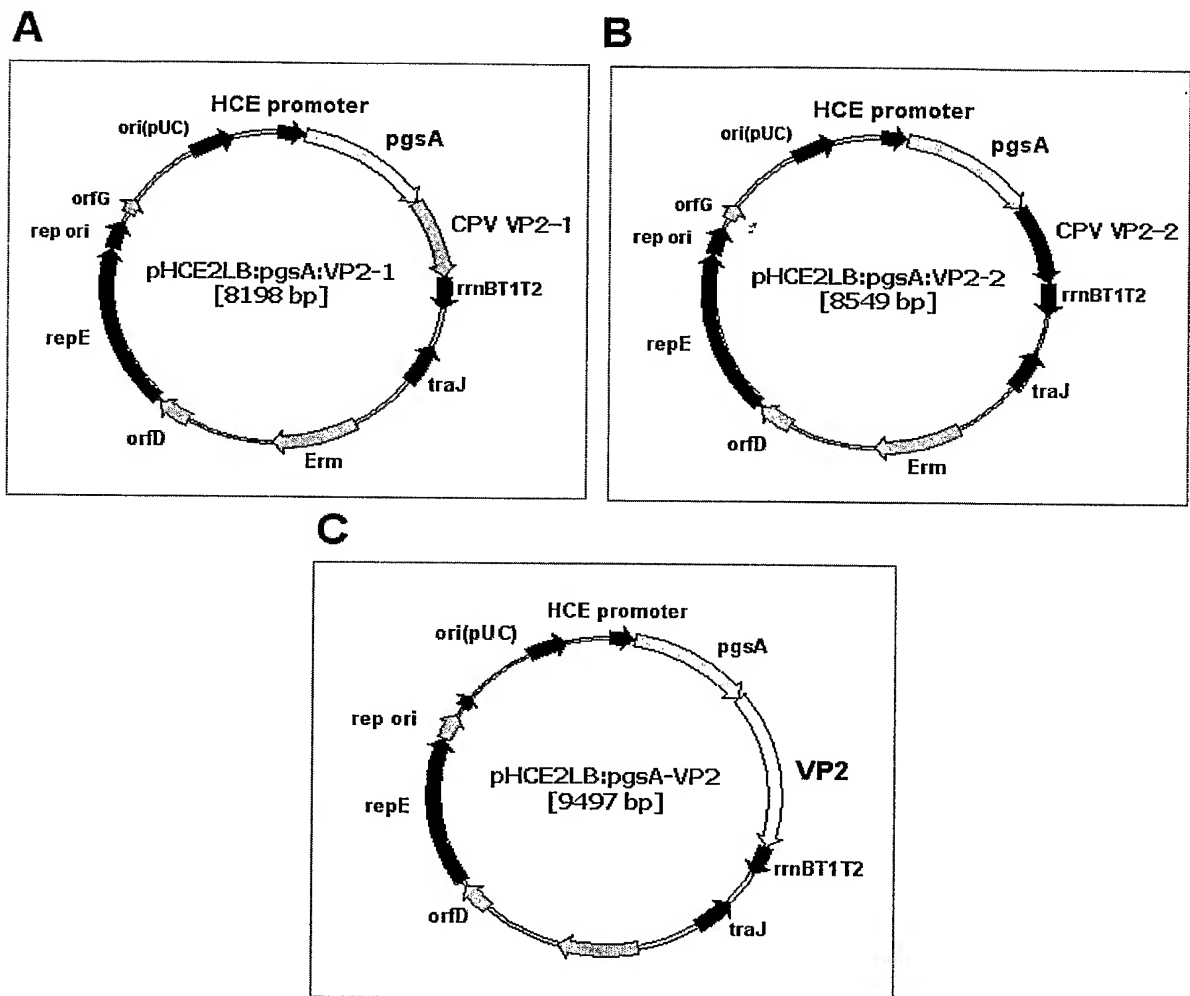 A
HCE promoter
ori(pUC)
pgsA
orfG
CPV VP2-1
rep ori
pHCE2LB:pgsA:VP2-1
[8198 bp]
rrnBT1T2
repE
traJ
orfD
Erm
B
HCE promoter
ori(pUC)
pgsA
orfG
CPV VP2-2
rep ori
pHCE2LB:pgsA:VP2-2
[8549 bp]
rrnBT1T2
repE
traJ
orfD
Erm
C
HCE promoter
ori(pUC)
pgsA
rep ori
pHCE2LB:pgsA-VP2
[9497 bp]
VP2
repE
rrnBT1T2
orfD
traJ